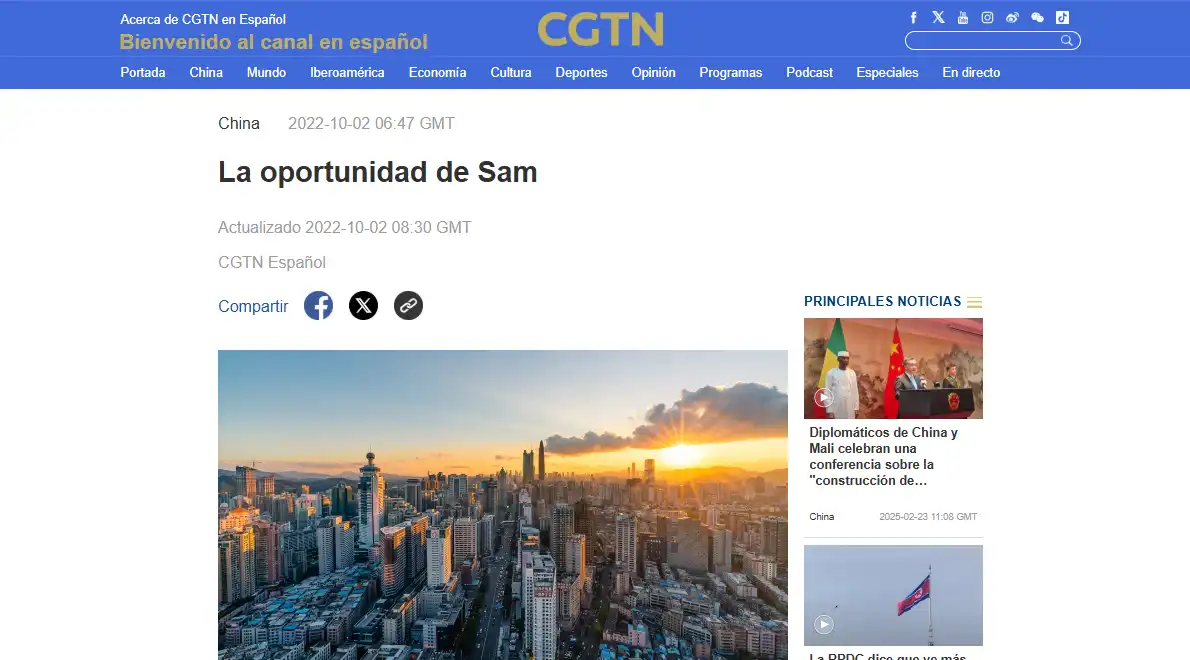 Acerca de CGTN en Español
Bienvenido al canal en español
CGTN
Portada China Mundo Iberoamérica Economía Cultura Deportes Opinión Programas Podcast Especiales En directo
China 2022-10-02 06:47 GMT
La oportunidad de Sam
Actualizado 2022-10-02 08:30 GMT
CGTN Español
Compartir
PRINCIPALES NOTICIAS
Diplomáticos de China y
Mali celebran una
conferencia sobre la
"construcción de…
China 2025-02-23 11:08 GMT
La RPDC dice que ve más